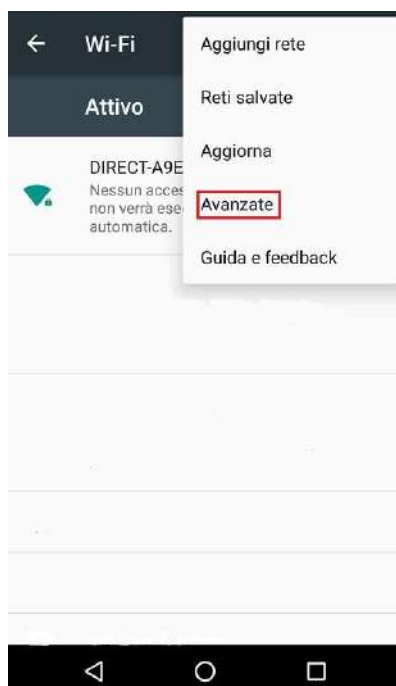 Wi-Fi
Aggiungi rete
Reti salvate
Attivo
Aggiorna
DIRECT-A9E
Nessun acces
non verrà ese
automatica.
Avanzate
Guida e feedback